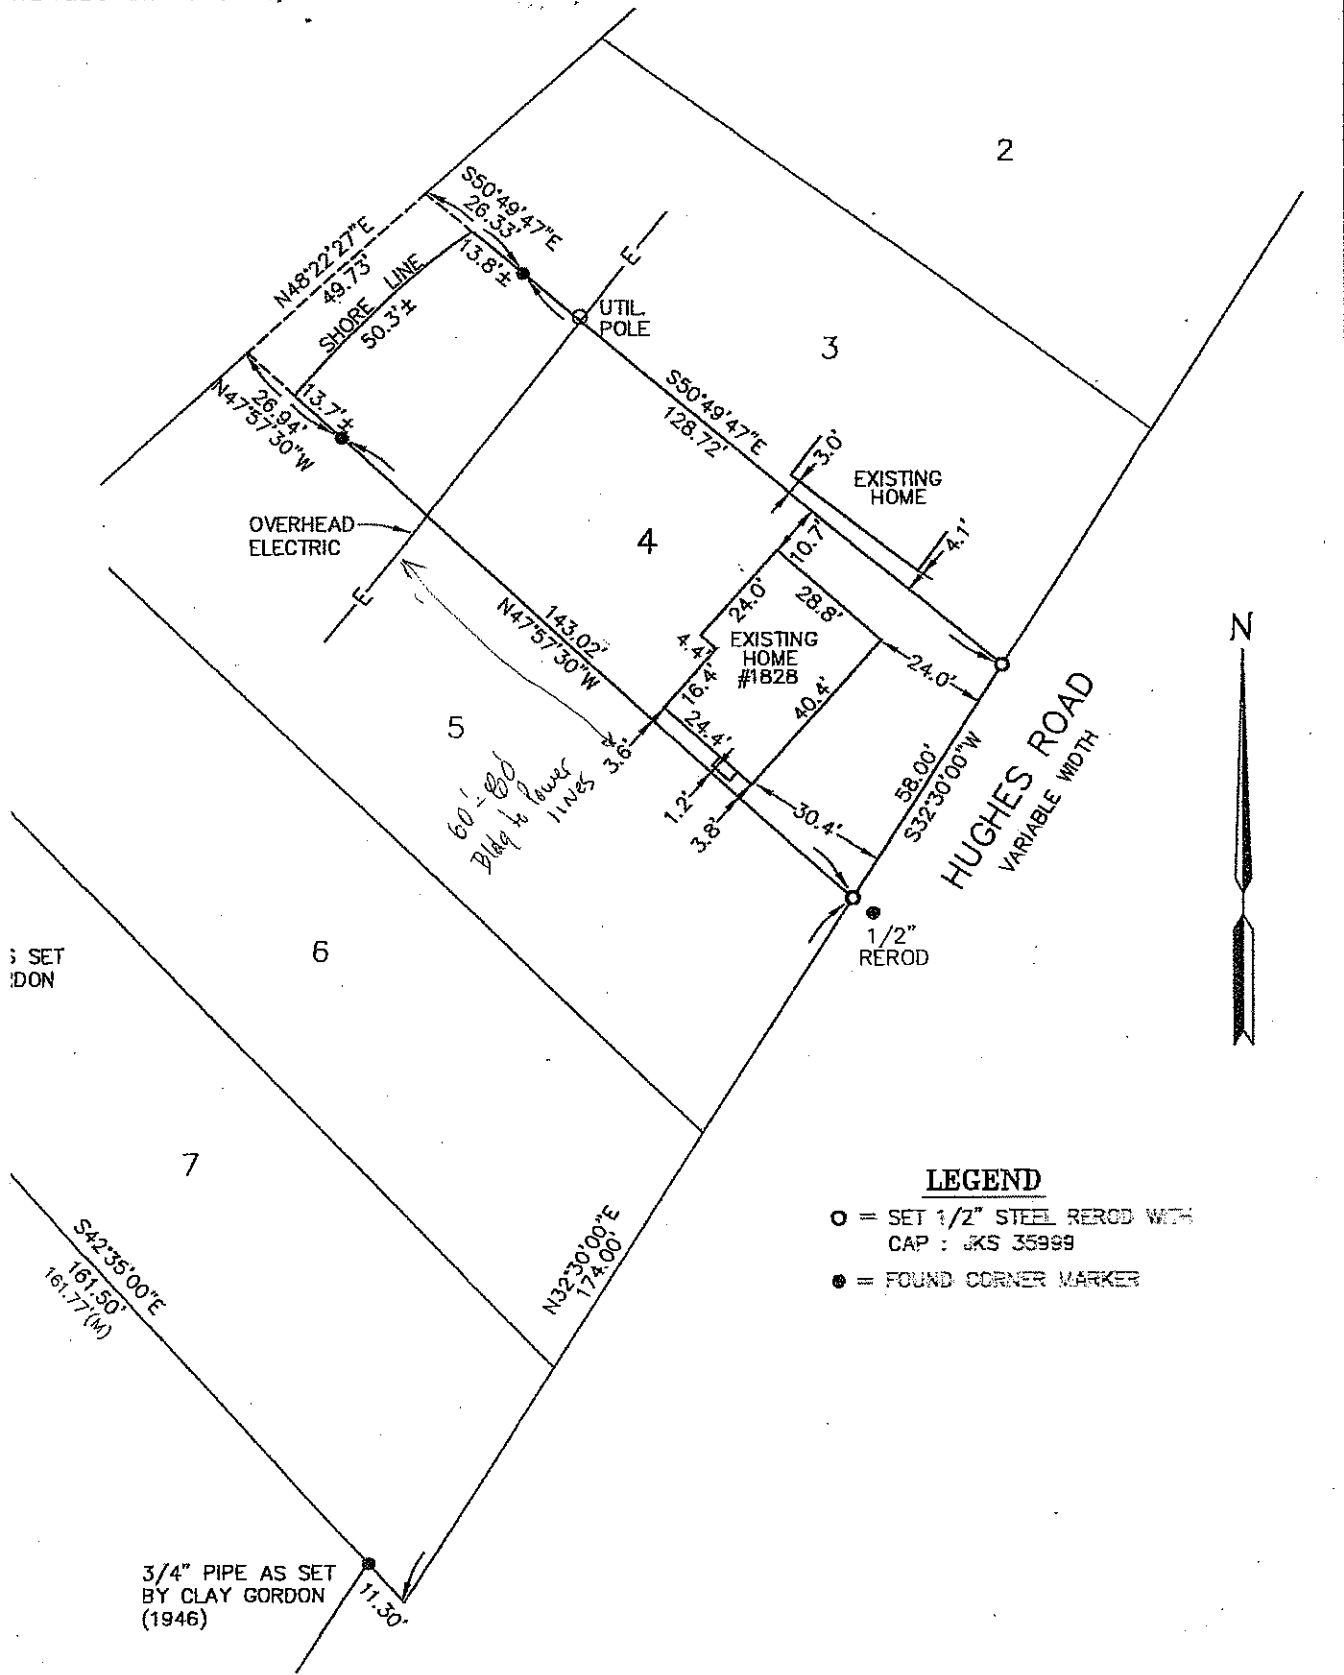 2
S50°49'47"E
26.33'
N48°22'27"E
49.73'
SHORE LINE
50.3'±
13.8'±
E
UTIL.
POLE
3
13.7'±
26.94'
N47°57'30"W
S50°49'47"E
128.72'
3.0'
EXISTING
HOME
4.1'
OVERHEAD
ELECTRIC
4
10.7'
E
24.0'
28.8'
143.02'
N47°57'30"W
4.4'
EXISTING
HOME
#1828
24.0'
16.4'
40.4'
24.4'
N
5
3.6'
1.2'
3.8'
30.4'
58.00'
S32°30'00"W
HUGHES ROAD
VARIABLE WIDTH
Bldg to Power
lines
1/2"
REROD
SET
6
7
LEGEND
O = SET 1/2" STEEL REROD WITH
CAP : JKS 35999
● = FOUND CORNER MARKER
S42°35'00"E
161.50'
161.77'(M)
N32°30'00"E
174.00'
3/4" PIPE AS SET
BY CLAY GORDON
(1946)
11.30'